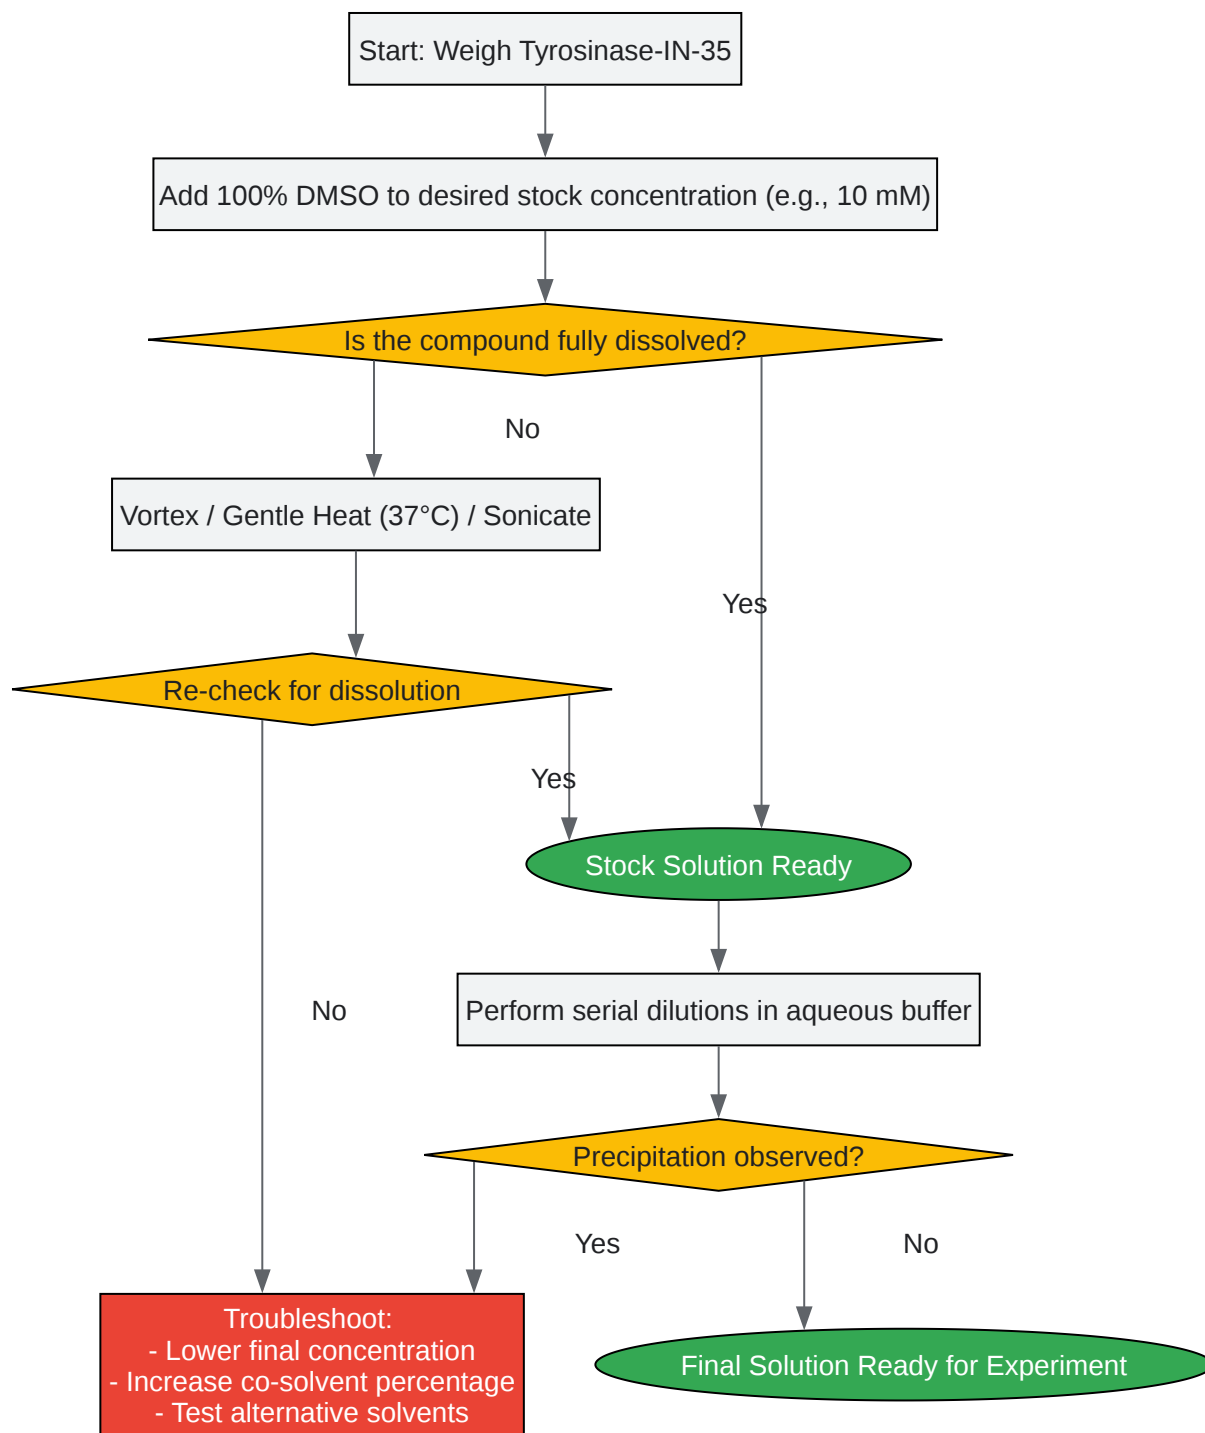 Start: Weigh Tyrosinase-IN-35
Add 100% DMSO to desired stock concentration (e.g., 10 mM)
Is the compound fully dissolved?
No
Vortex / Gentle Heat (37°C) / Sonicate
Yes
Re-check for dissolution
Yes
Stock Solution Ready
No
Perform serial dilutions in aqueous buffer
Precipitation observed?
Yes
No
Troubleshoot:
- Lower final concentration
- Increase co-solvent percentage
- Test alternative solvents
Final Solution Ready for Experiment